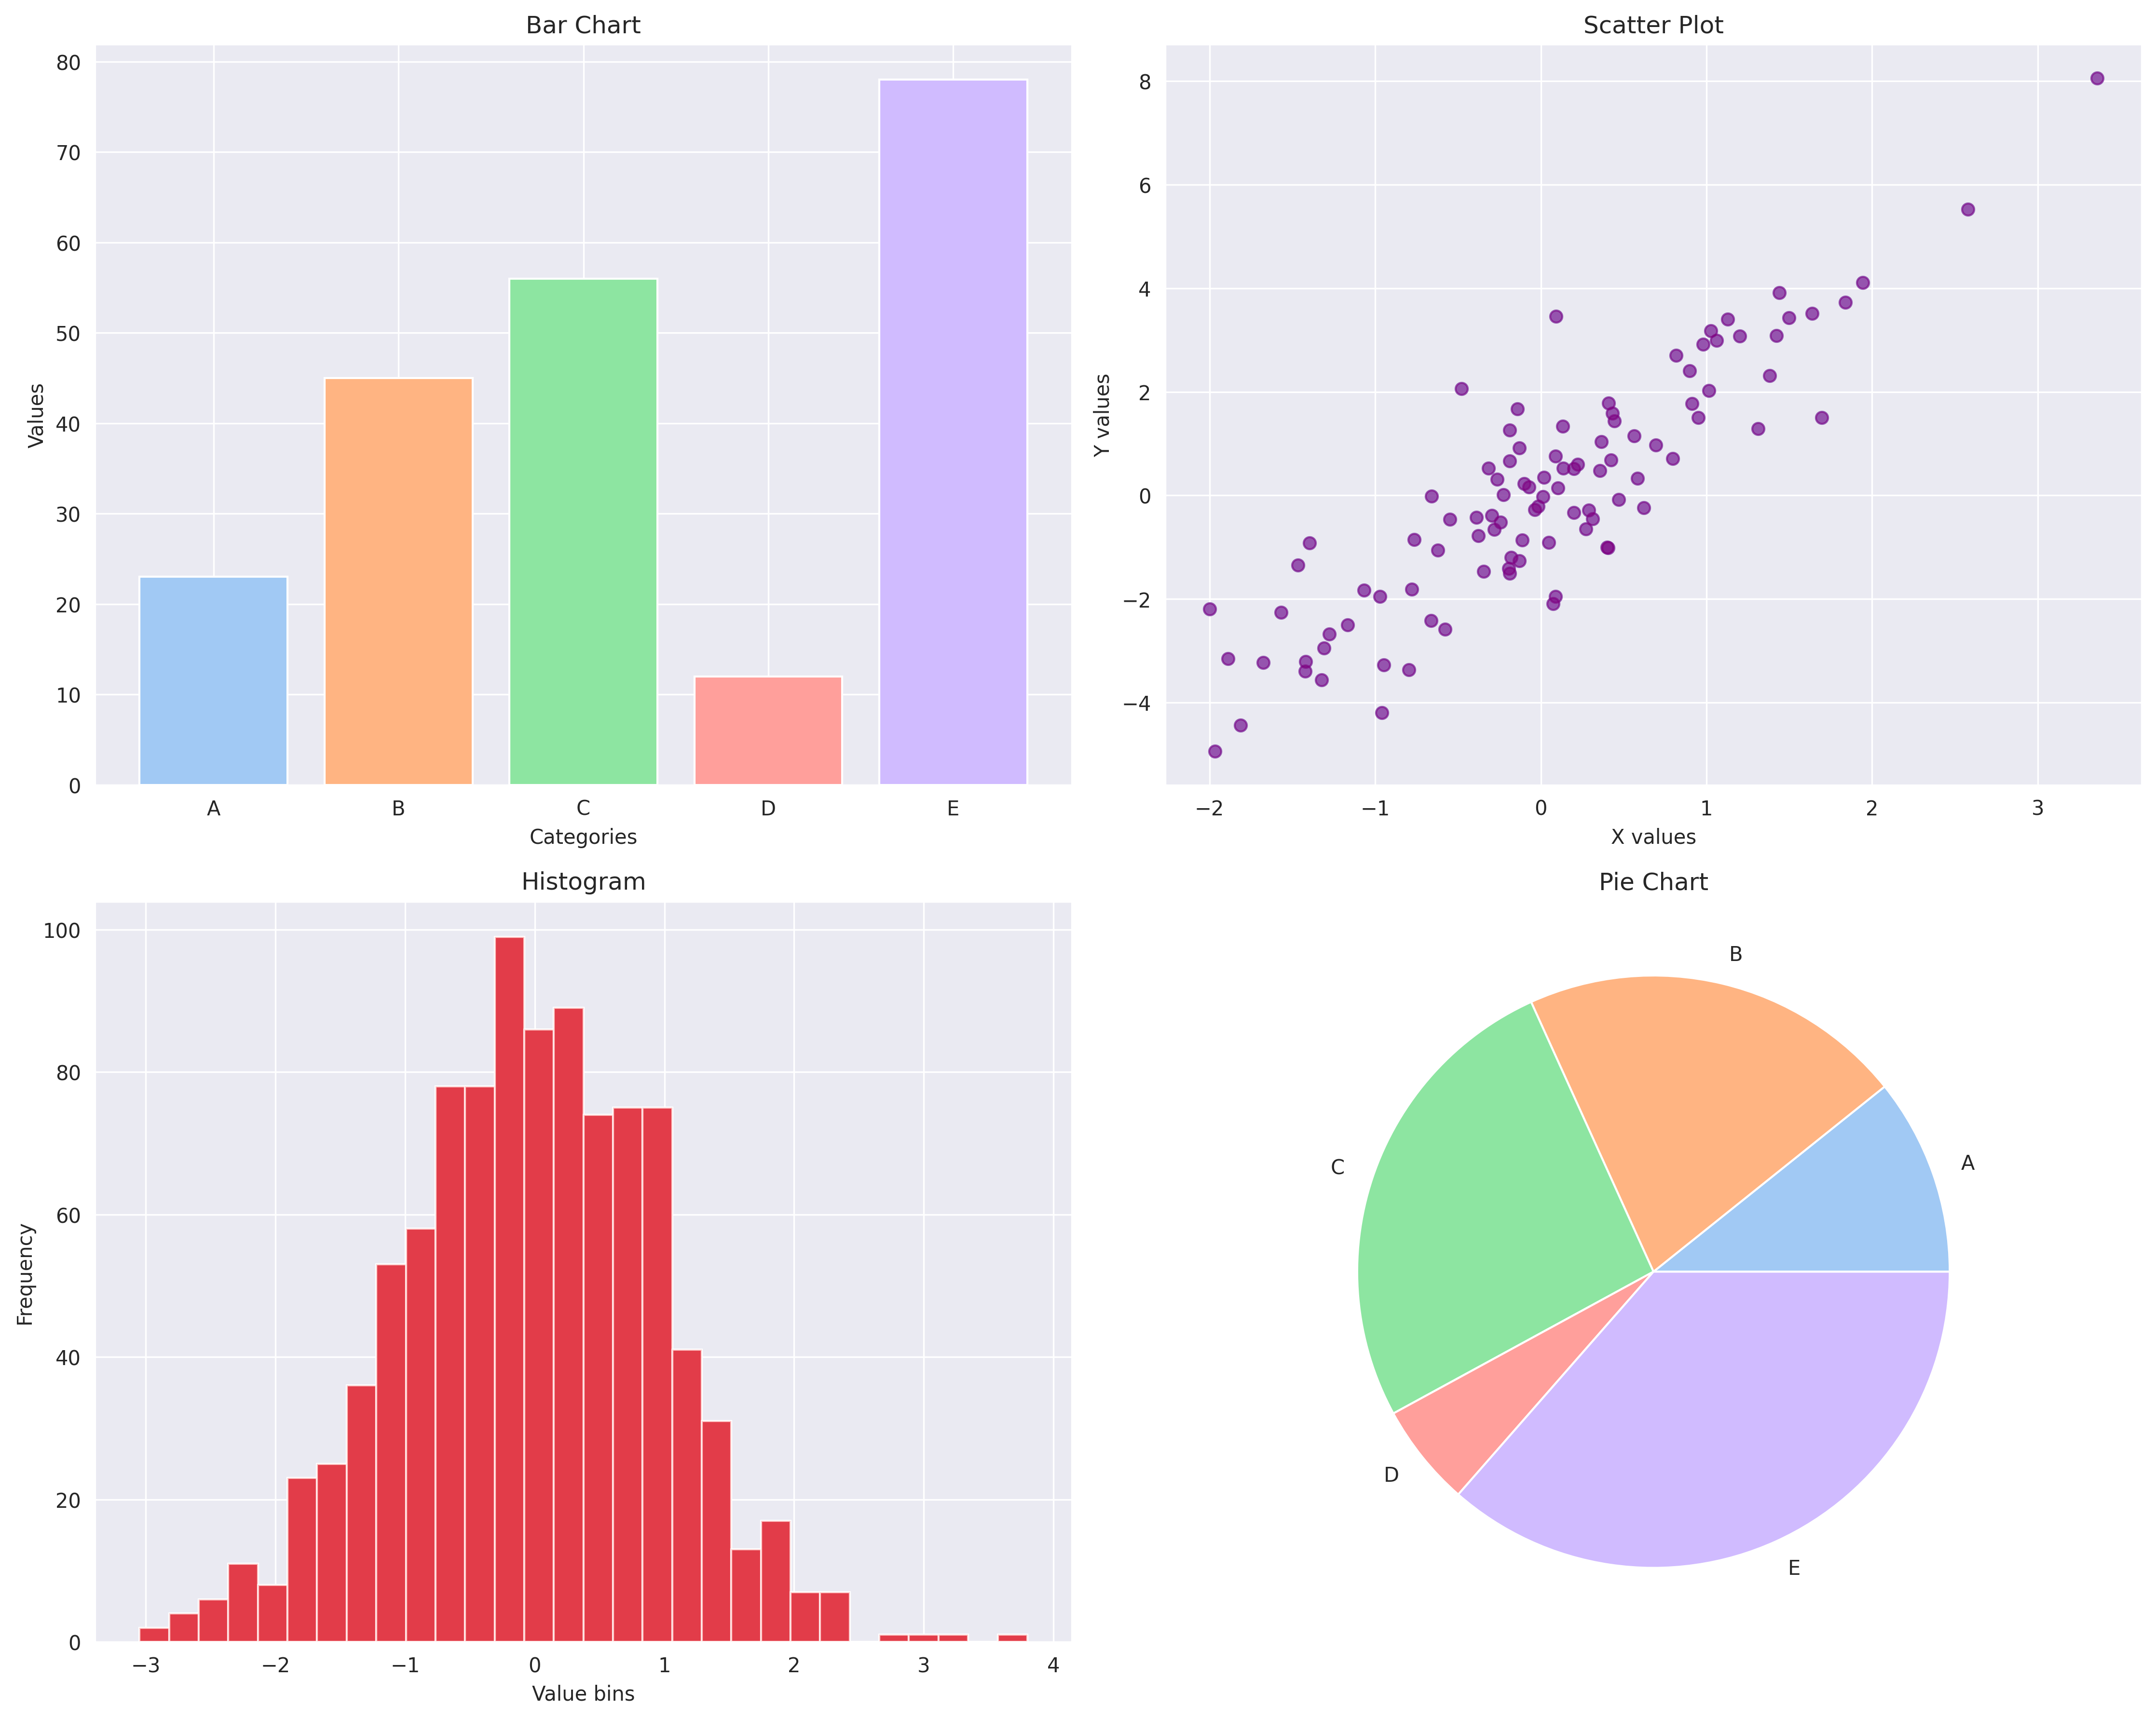 Bar Chart
80
70
60
50
40
30
20
10
0
Values
A B C D E
Categories
Scatter Plot
8
6
4
2
0
−2
−4
Y values
−2 −1 0 1 2 3
X values
Histogram
100
80
60
40
20
0
Frequency
−3 −2 −1 0 1 2 3 4
Value bins
Pie Chart
B
A
C
D
E